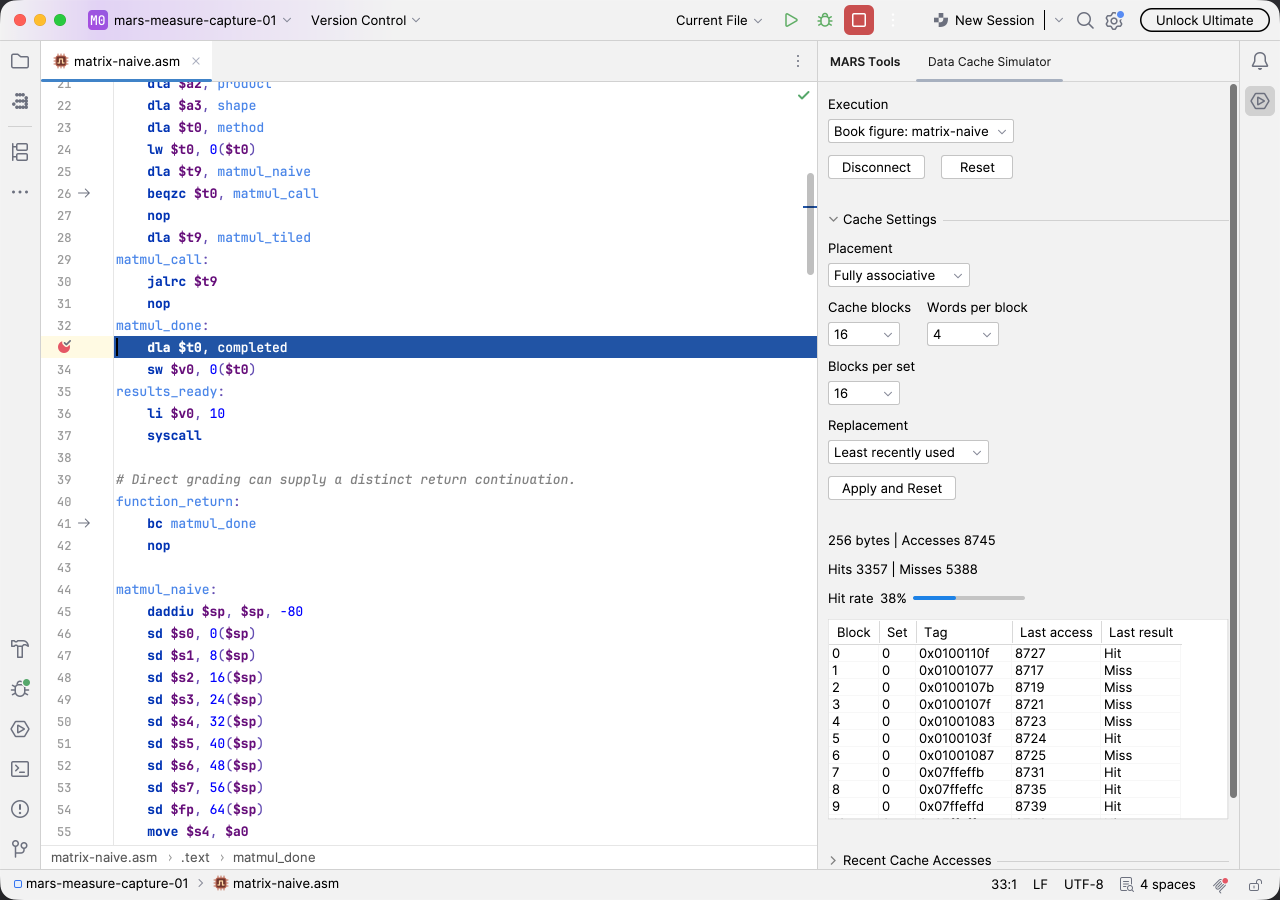 M0 mars-measure-capture-01 Version Control Current File New Session Unlock Ultimate
matrix-naive.asm
21 dla $a2, product
22 dla $a3, shape
23 dla $t0, method
24 lw $t0, 0($t0)
25 dla $t9, matmul_naive
26 beqzc $t0, matmul_call
27 nop
28 dla $t9, matmul_tiled
29 matmul_call:
30 jalrc $t9
31 nop
32 matmul_done:
dla $t0, completed
34 sw $v0, 0($t0)
35 results_ready:
36 li $v0, 10
37 syscall
38
39 # Direct grading can supply a distinct return continuation.
40 function_return:
41 bc matmul_done
42 nop
43
44 matmul_naive:
45 daddiu $sp, $sp, -80
46 sd $s0, 0($sp)
47 sd $s1, 8($sp)
48 sd $s2, 16($sp)
49 sd $s3, 24($sp)
50 sd $s4, 32($sp)
51 sd $s5, 40($sp)
52 sd $s6, 48($sp)
53 sd $s7, 56($sp)
54 sd $fp, 64($sp)
55 move $s4, $a0
matrix-naive.asm › .text › matmul_done
MARS Tools Data Cache Simulator
Execution
Book figure: matrix-naive
Disconnect Reset
Cache Settings
Placement
Fully associative
Cache blocks Words per block
16 4
Blocks per set
16
Replacement
Least recently used
Apply and Reset
256 bytes | Accesses 8745
Hits 3357 | Misses 5388
Hit rate 38%
Block Set Tag Last access Last result
0 0 0x0100110f 8727 Hit
1 0 0x01001077 8717 Miss
2 0 0x0100107b 8719 Miss
3 0 0x0100107f 8721 Miss
4 0 0x01001083 8723 Miss
5 0 0x0100103f 8724 Hit
6 0 0x01001087 8725 Miss
7 0 0x07ffeffb 8731 Hit
8 0 0x07ffeffc 8735 Hit
9 0 0x07ffeffd 8739 Hit
Recent Cache Accesses
mars-measure-capture-01 › matrix-naive.asm 33:1 LF UTF-8 4 spaces